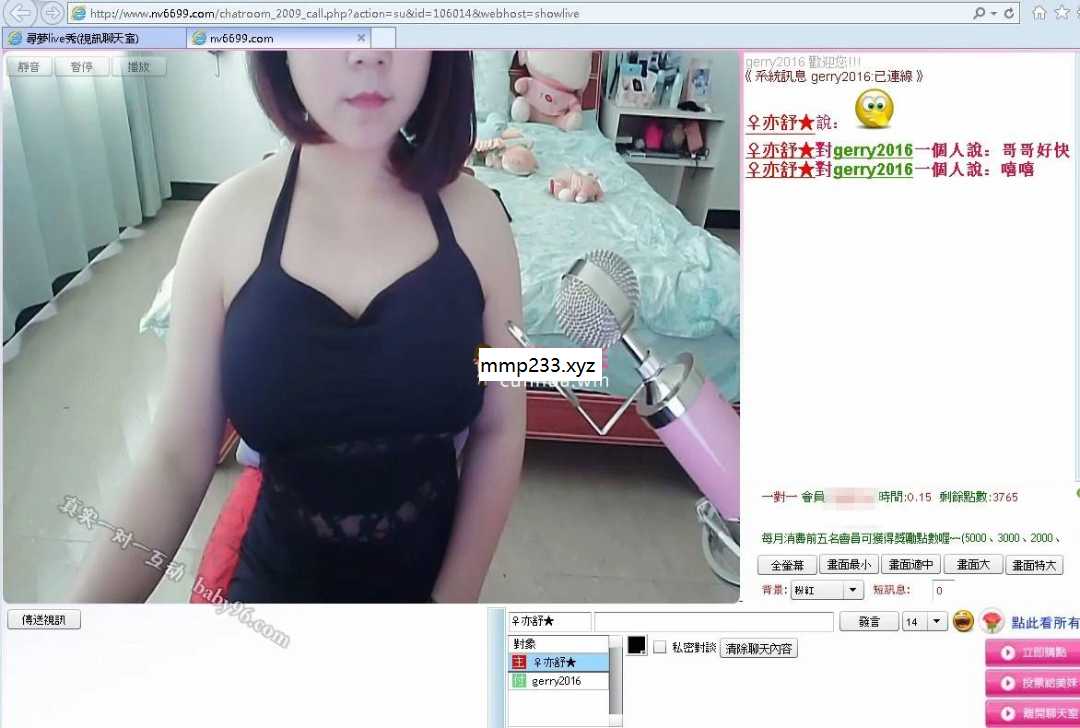 http://www.nv6699.com/chatroom_2009_call.php?action=su&id=106014&webhost=showlive
尋夢live秀(視訊聊天室)
nv6699.com
靜音
暫停
播放
gerry2016 歡迎您!!!
《 系統訊息 gerry2016:已連線 》
♀亦舒★說:
♀亦舒★對gerry2016一個人說: 哥哥好快
♀亦舒★對gerry2016一個人說: 嘻嘻
mmp233.xyz
真实一对一互动 baby96.com
一對一 會員
時間:0.15 剩餘點數:3765
每月消費前五名會員可獲得獎勵點數喔~(5000、3000、2000、
全螢幕
畫面最小
畫面適中
畫面大
畫面特大
背景:
粉紅
短訊息:
0
傳送視訊
♀亦舒★
發言
14
點此看所有
對象
主 ♀亦舒★
付 gerry2016
私密對談
清除聊天內容
立即購點
投票給美妹
離開聊天室